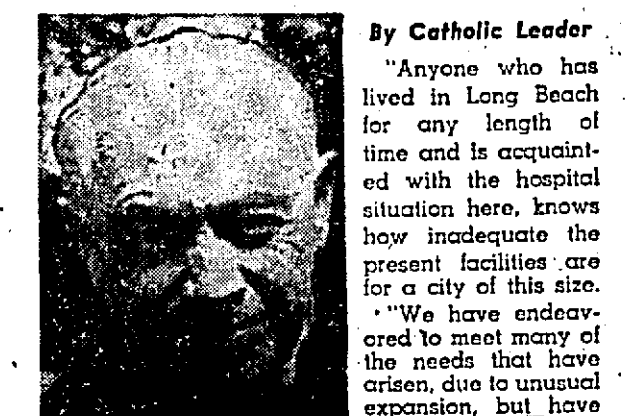 By Catholic Leader
"Anyone who has
lived in Long Beach
for any length of
time and is acquaint-
ed with the hospital
situation here, knows
how inadequate the
present facilities are
for a city of this size.
"We have endeav-
ored to meet many of
the needs that have
arisen, due to unusual
expansion, but have